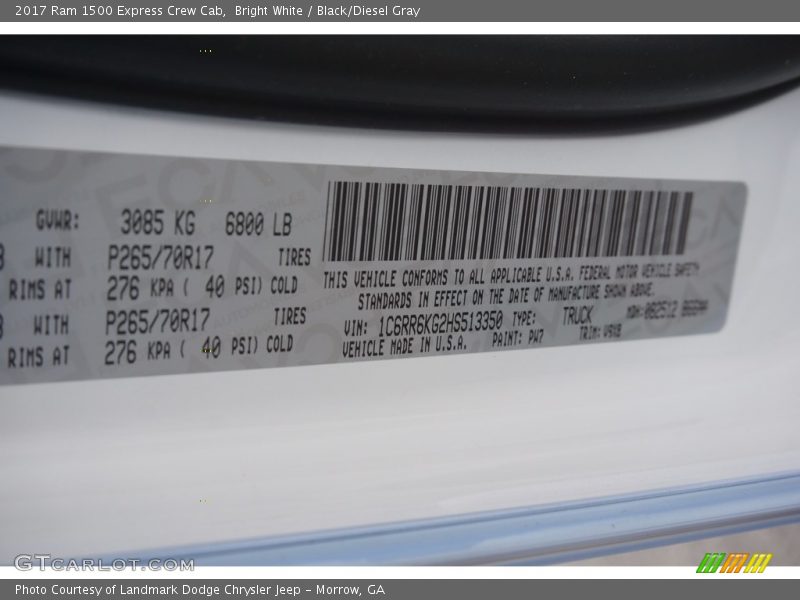 2017 Ram 1500 Express Crew Cab,  Bright White / Black/Diesel Gray
GVWR: 3085 KG 6800 LB
WITH P265/70R17 TIRES
RIMS AT 276 KPA ( 40 PSI) COLD
WITH P265/70R17 TIRES
RIMS AT 276 KPA ( 40 PSI) COLD
THIS VEHICLE CONFORMS TO ALL APPLICABLE U.S.A. FEDERAL MOTOR VEHICLE SAFETY
STANDARDS IN EFFECT ON THE DATE OF MANUFACTURE SHOWN ABOVE.
VIN: 1C6RR6KG2HS513350 TYPE: TRUCK MDH: 082512
VEHICLE MADE IN U.S.A. PAINT: PW7 TRIM: V9X8
GTCARLOT.COM
Photo Courtesy of Landmark Dodge Chrysler Jeep – Morrow, GA